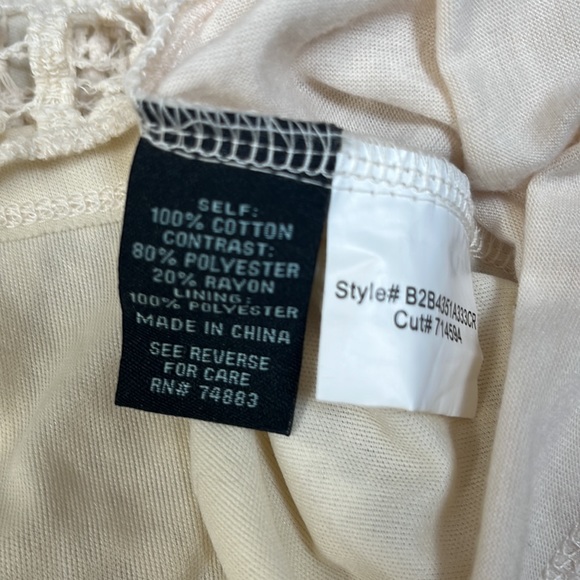 SELF:
100% COTTON
CONTRAST:
80% POLYESTER
20% RAYON
LINING:
100% POLYESTER
MADE IN CHINA
SEE REVERSE
FOR CARE
RN# 74883
Style# B2B4351A333CR
Cut# 71459A